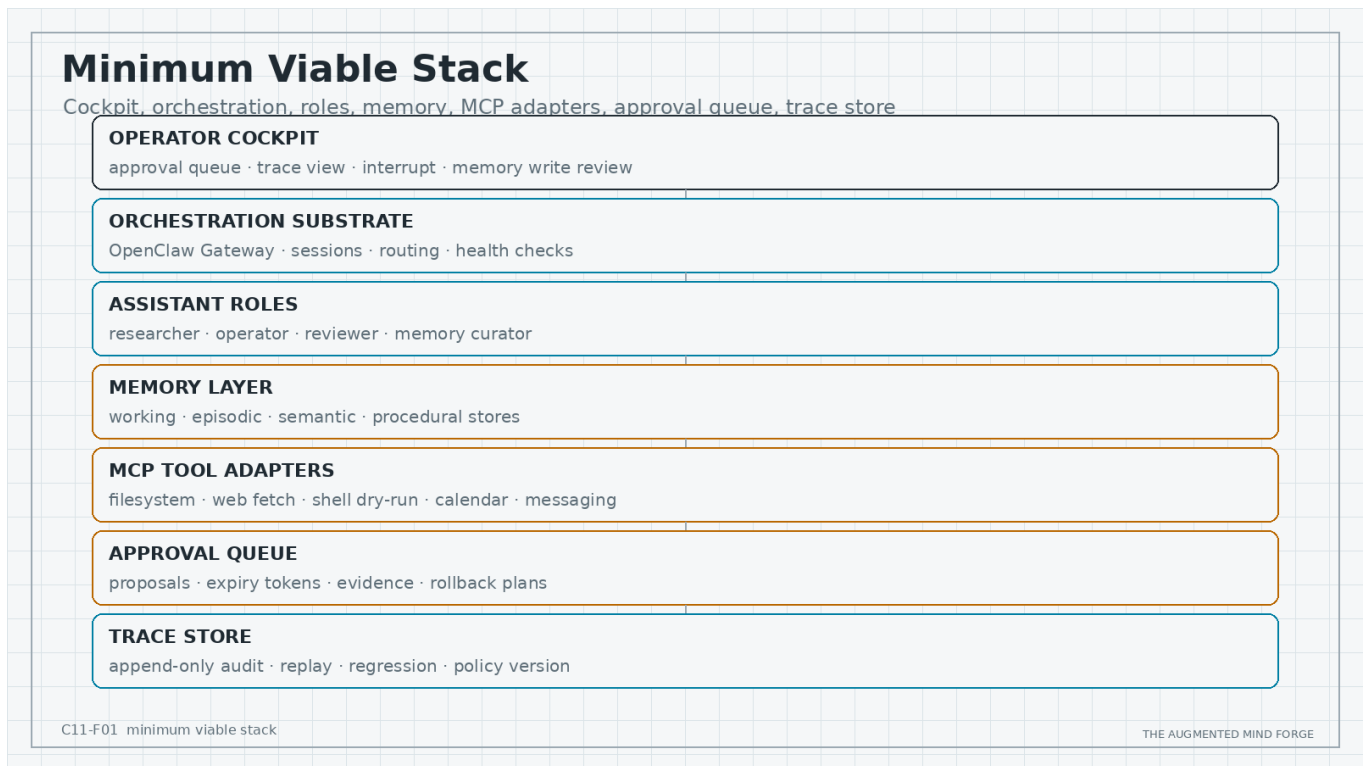 Minimum Viable Stack
Cockpit, orchestration, roles, memory, MCP adapters, approval queue, trace store
OPERATOR COCKPIT
approval queue · trace view · interrupt · memory write review
ORCHESTRATION SUBSTRATE
OpenClaw Gateway · sessions · routing · health checks
ASSISTANT ROLES
researcher · operator · reviewer · memory curator
MEMORY LAYER
working · episodic · semantic · procedural stores
MCP TOOL ADAPTERS
filesystem · web fetch · shell dry-run · calendar · messaging
APPROVAL QUEUE
proposals · expiry tokens · evidence · rollback plans
TRACE STORE
append-only audit · replay · regression · policy version
C11-F01 minimum viable stack
THE AUGMENTED MIND FORGE